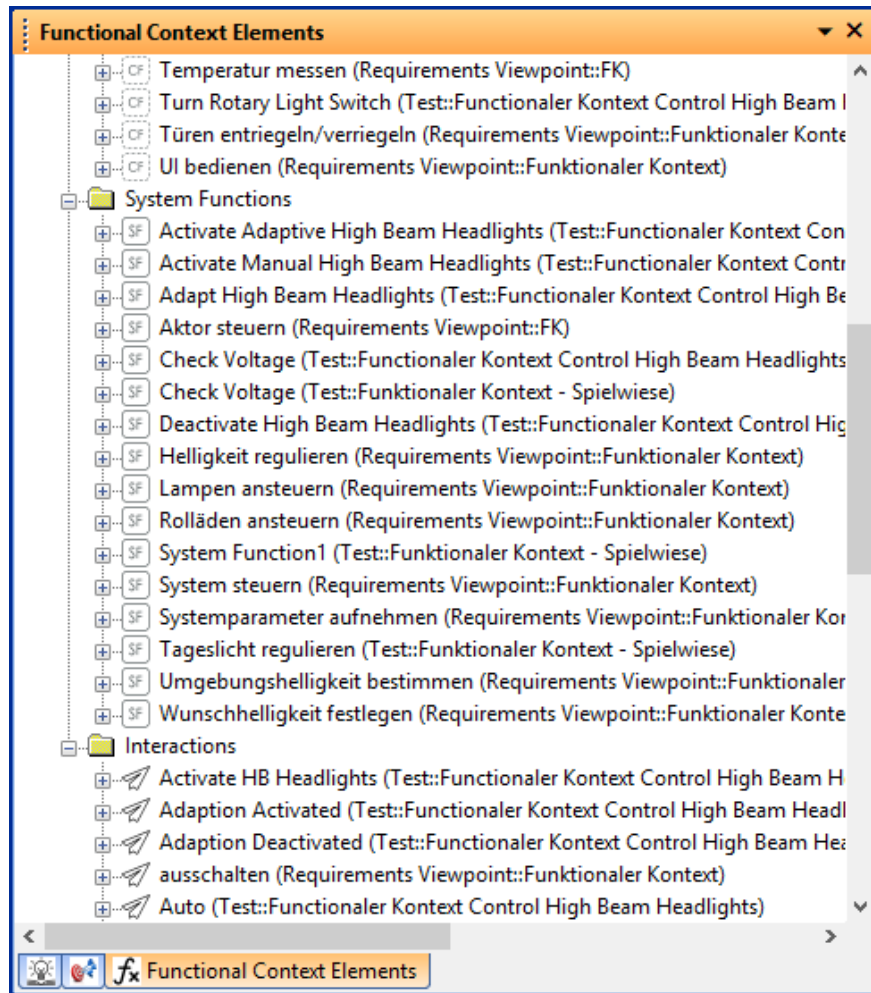 Functional Context Elements
CF Temperatur messen (Requirements Viewpoint::FK)
CF Turn Rotary Light Switch (Test::Functionaler Kontext Control High Beam
CF Türen entriegeln/verriegeln (Requirements Viewpoint::Funktionaler Konte
CF UI bedienen (Requirements Viewpoint::Funktionaler Kontext)
System Functions
SF Activate Adaptive High Beam Headlights (Test::Functionaler Kontext Con
SF Activate Manual High Beam Headlights (Test::Functionaler Kontext Contr
SF Adapt High Beam Headlights (Test::Functionaler Kontext Control High Be
SF Aktor steuern (Requirements Viewpoint::FK)
SF Check Voltage (Test::Functionaler Kontext Control High Beam Headlights
SF Check Voltage (Test::Funktionaler Kontext - Spielwiese)
SF Deactivate High Beam Headlights (Test::Functionaler Kontext Control Hig
SF Helligkeit regulieren (Requirements Viewpoint::Funktionaler Kontext)
SF Lampen ansteuern (Requirements Viewpoint::Funktionaler Kontext)
SF Rolläden ansteuern (Requirements Viewpoint::Funktionaler Kontext)
SF System Function1 (Test::Funktionaler Kontext - Spielwiese)
SF System steuern (Requirements Viewpoint::Funktionaler Kontext)
SF Systemparameter aufnehmen (Requirements Viewpoint::Funktionaler Kor
SF Tageslicht regulieren (Test::Funktionaler Kontext - Spielwiese)
SF Umgebungshelligkeit bestimmen (Requirements Viewpoint::Funktionaler
SF Wunschhelligkeit festlegen (Requirements Viewpoint::Funktionaler Konte
Interactions
Activate HB Headlights (Test::Functionaler Kontext Control High Beam H
Adaption Activated (Test::Functionaler Kontext Control High Beam Headl
Adaption Deactivated (Test::Functionaler Kontext Control High Beam Hea
ausschalten (Requirements Viewpoint::Funktionaler Kontext)
Auto (Test::Functionaler Kontext Control High Beam Headlights)
fx Functional Context Elements